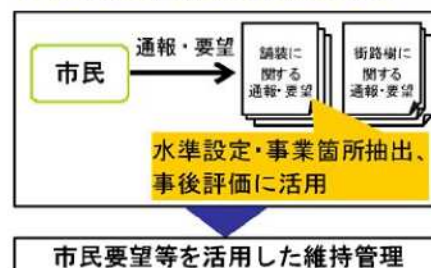 市民
通報・要望
舗装に
関する
通報・要望
街路樹に
関する
通報・要望
水準設定・事業箇所抽出、
事後評価に活用
市民要望等を活用した維持管理